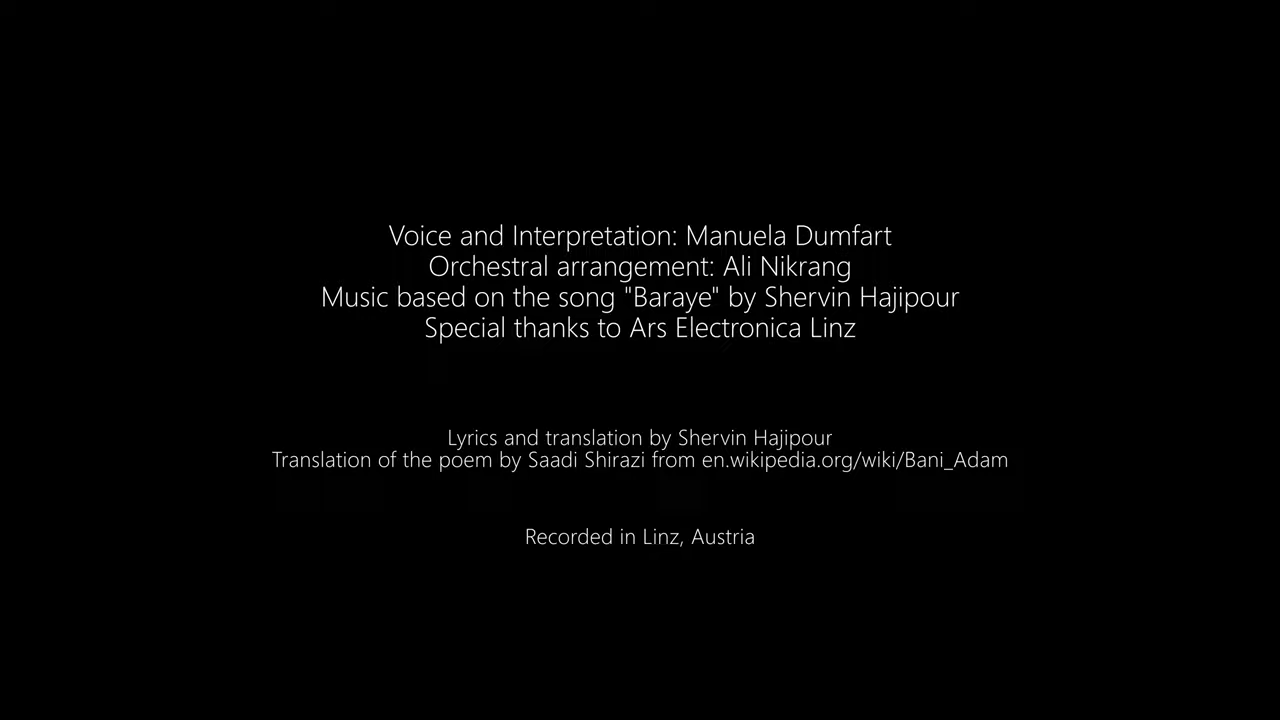 Voice and Interpretation: Manuela Dumfart
Orchestral arrangement: Ali Nikrang
Music based on the song "Baraye" by Shervin Hajipour
Special thanks to Ars Electronica Linz
Lyrics and translation by Shervin Hajipour
Translation of the poem by Saadi Shirazi from en.wikipedia.org/wiki/Bani_Adam
Recorded in Linz, Austria